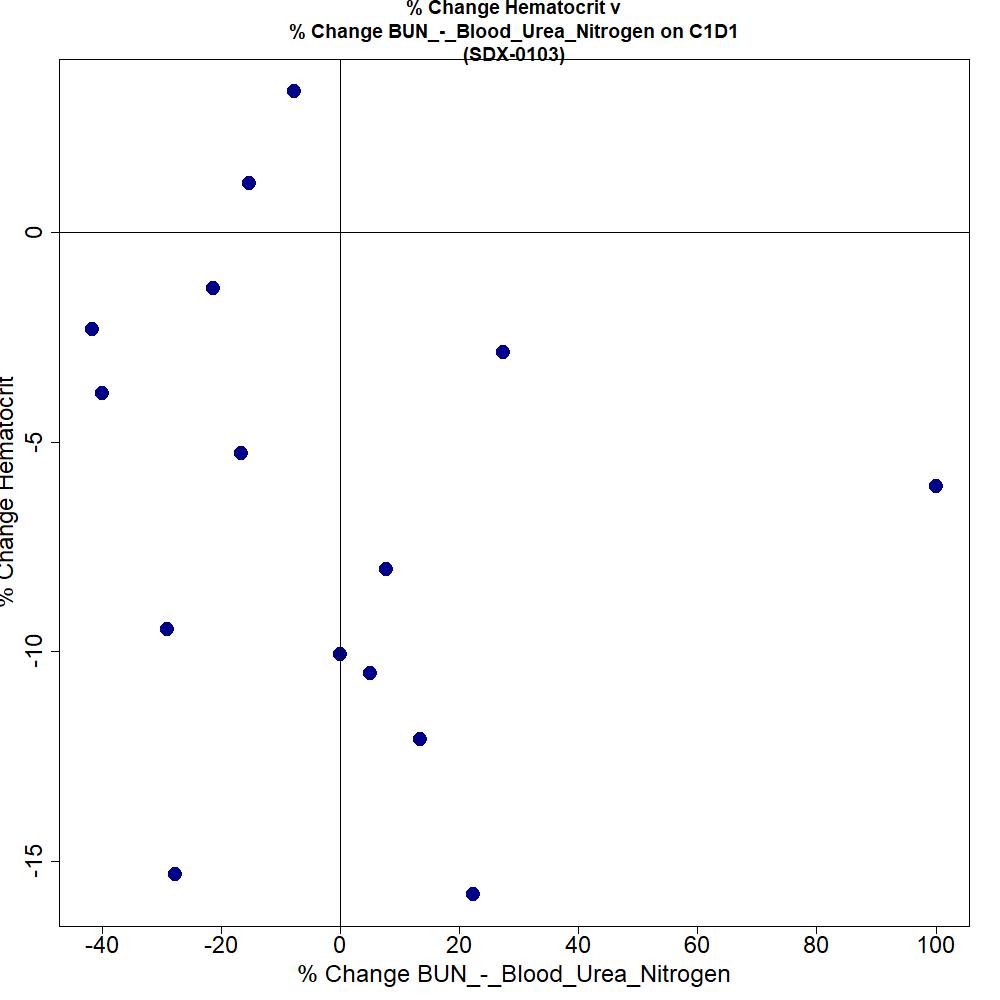 % Change Hematocrit v
% Change BUN_-_Blood_Urea_Nitrogen on C1D1
(SDX-0103)
% Change Hematocrit
0
-5
-10
-15
-40
-20
0
20
40
60
80
100
% Change BUN_-_Blood_Urea_Nitrogen